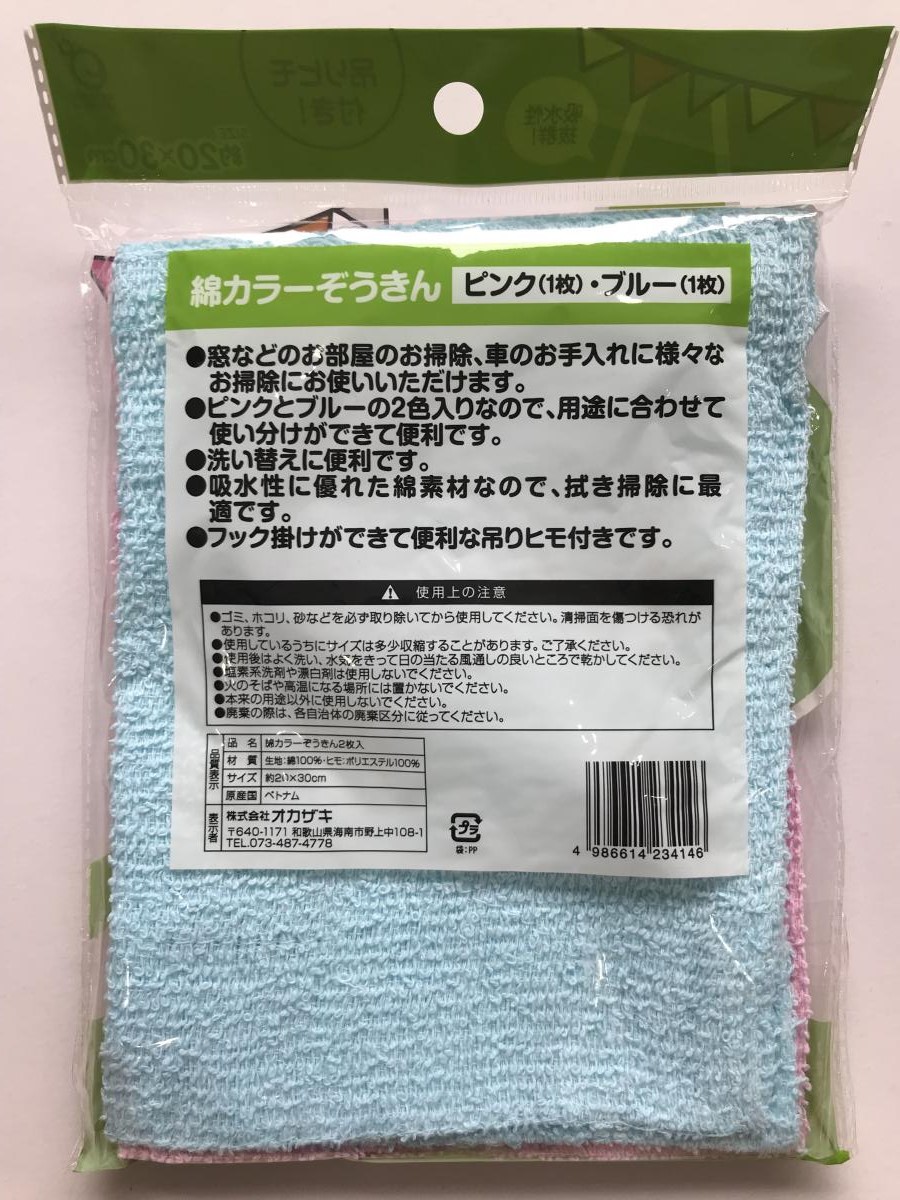 吊りヒモ
付き!
吸水性
抜群!
SIZE
約20×30cm
綿カラーぞうきん ピンク(1枚)・ブルー(1枚)
●窓などのお部屋のお掃除、車のお手入れに様々な
お掃除にお使いいただけます。
●ピンクとブルーの2色入りなので、用途に合わせて
使い分けができて便利です。
●洗い替えに便利です。
●吸水性に優れた綿素材なので、拭き掃除に最
適です。
●フック掛けができて便利な吊りヒモ付きです。
使用上の注意
●ゴミ、ホコリ、砂などを必ず取り除いてから使用してください。清掃面を傷つける恐れが
あります。
●使用しているうちにサイズは多少収縮することがあります。ご了承ください。
●使用後はよく洗い、水気をきって日の当たる風通しの良いところで乾かしてください。
●塩素系洗剤や漂白剤は使用しないでください。
●火のそばや高温になる場所には置かないでください。
●本来の用途以外に使用しないでください。
●廃棄の際は、各自治体の廃棄区分に従ってください。
品質表示
品名 綿カラーぞうきん2枚入
材質 生地:綿100%・ヒモ:ポリエステル100%
サイズ 約20×30cm
原産国 ベトナム
表示者
株式会社オカザキ
〒640-1171 和歌山県海南市野上中108-1
TEL.073-487-4778
プラ
袋:PP
4 986614 234146